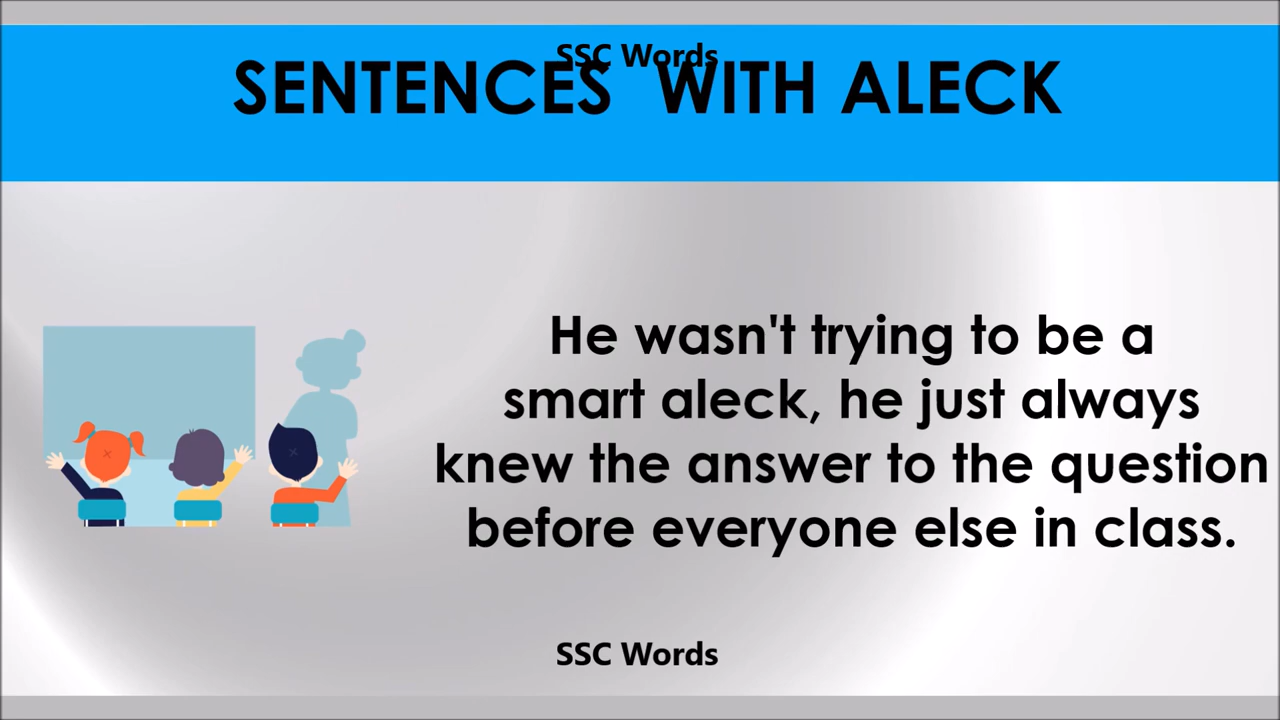 SSC Words
SENTENCES WITH ALECK
He wasn't trying to be a
smart aleck, he just always
knew the answer to the question
before everyone else in class.
SSC Words